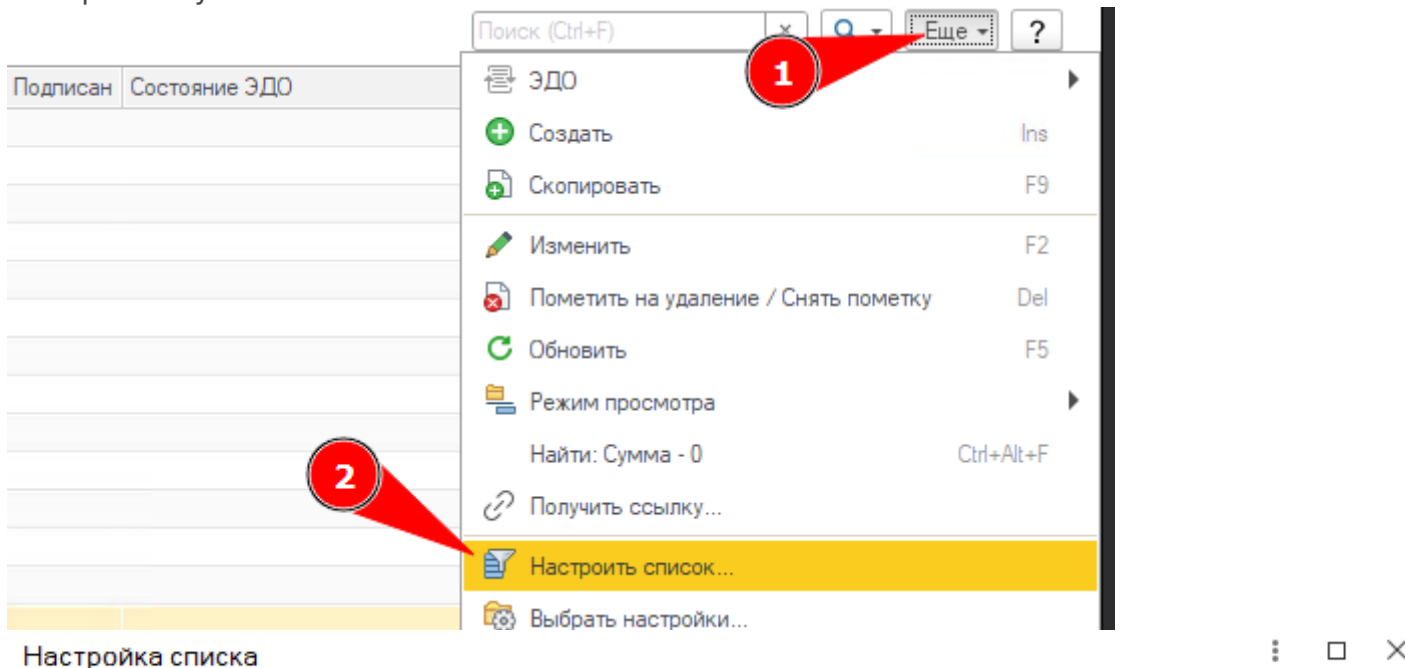 Поиск (Ctrl+F) × Еще ?
1
Подписан Состояние ЭДО
ЭДО
Создать Ins
Скопировать F9
Изменить F2
Пометить на удаление / Снять пометку Del
Обновить F5
Режим просмотра
Найти: Сумма - 0 Ctrl+Alt+F
2
Получить ссылку...
Настроить список...
Выбрать настройки...
Настройка списка